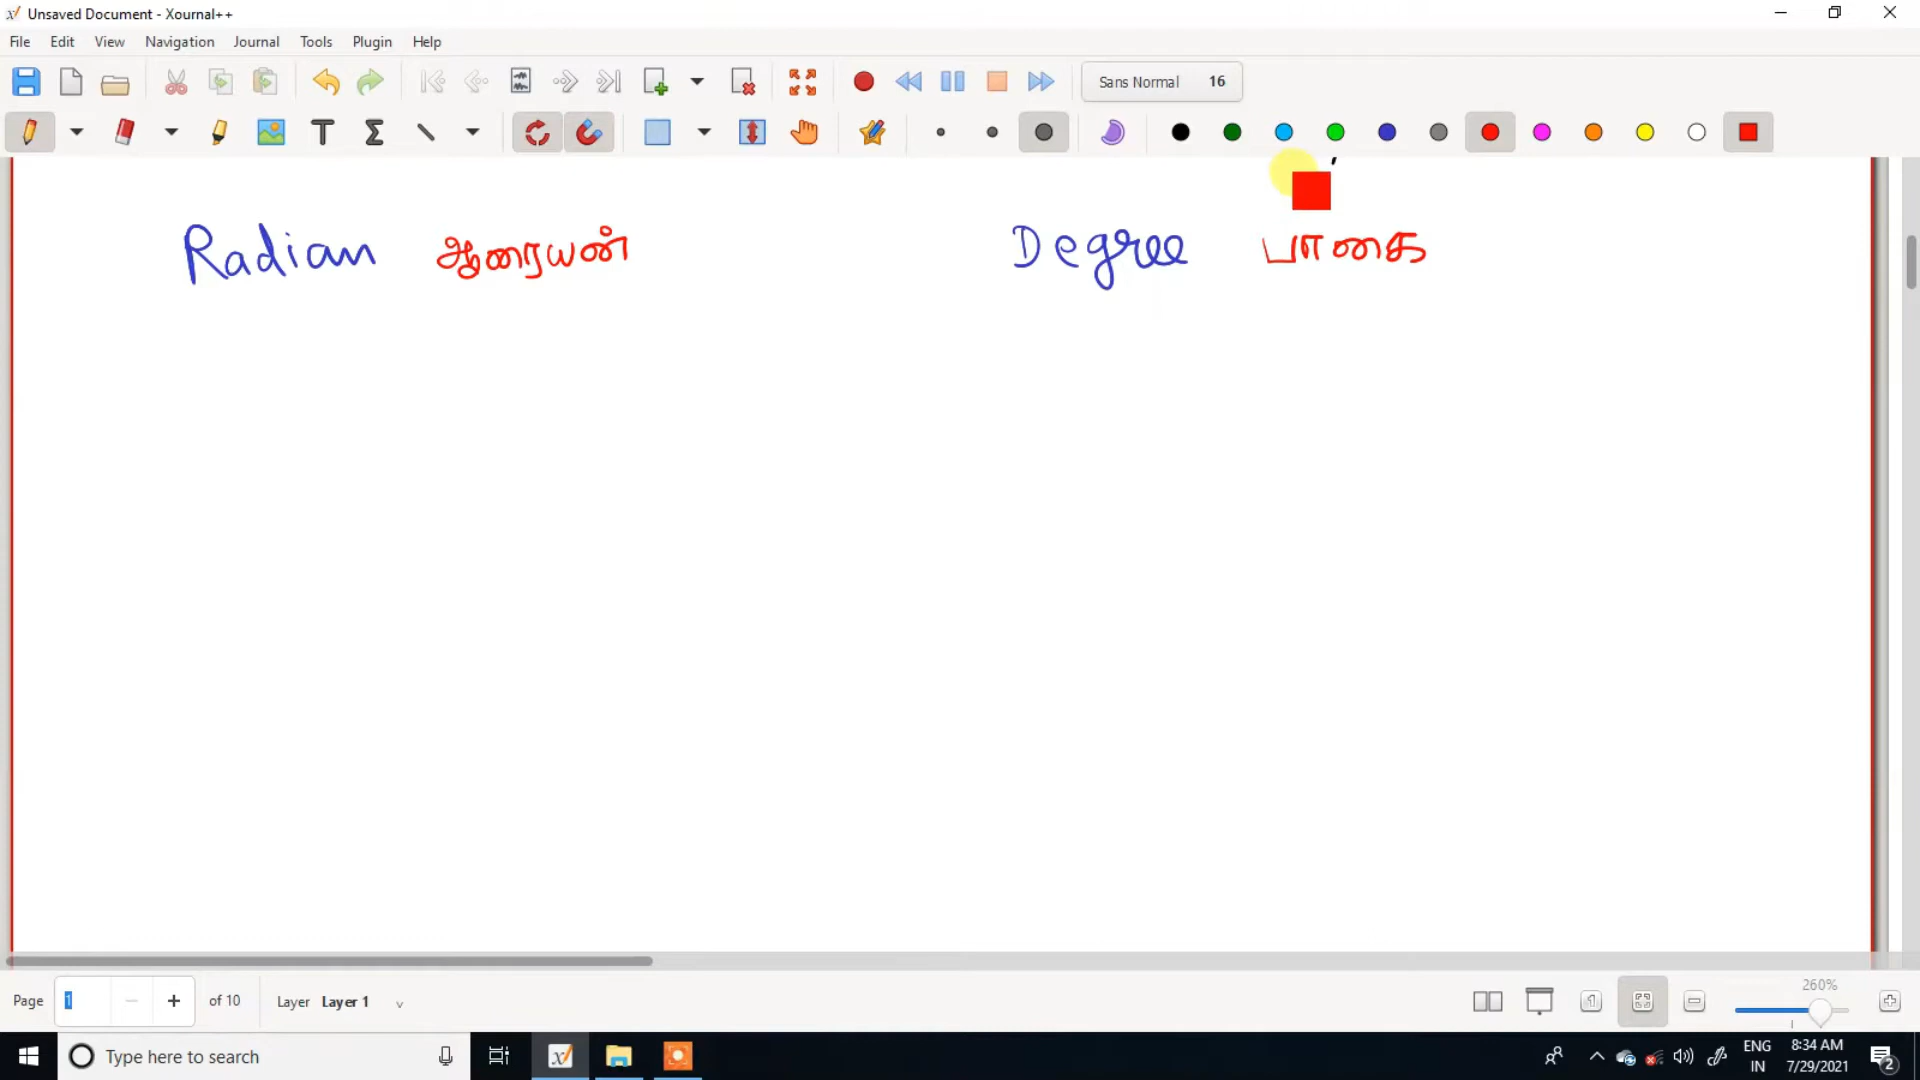 Unsaved Document - Xournal++
File Edit View Navigation Journal Tools Plugin Help
Sans Normal 16
Radian ஆரையன் Degree பாகை
Page 1 of 10 Layer Layer 1 260%
Type here to search ENG 8:34 AM
IN 7/29/2021 2